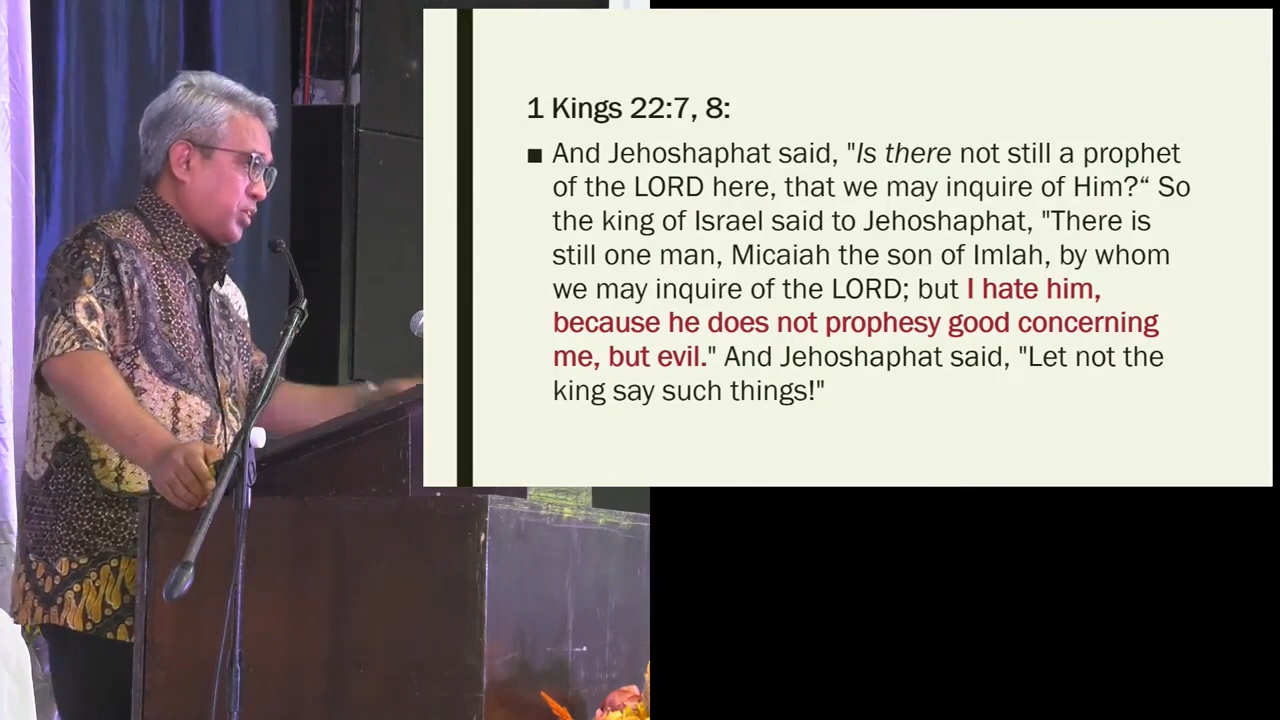 1 Kings 22:7, 8:
■ And Jehoshaphat said, "Is there not still a prophet
of the LORD here, that we may inquire of Him?“ So
the king of Israel said to Jehoshaphat, "There is
still one man, Micaiah the son of Imlah, by whom
we may inquire of the LORD; but I hate him,
because he does not prophesy good concerning
me, but evil." And Jehoshaphat said, "Let not the
king say such things!"